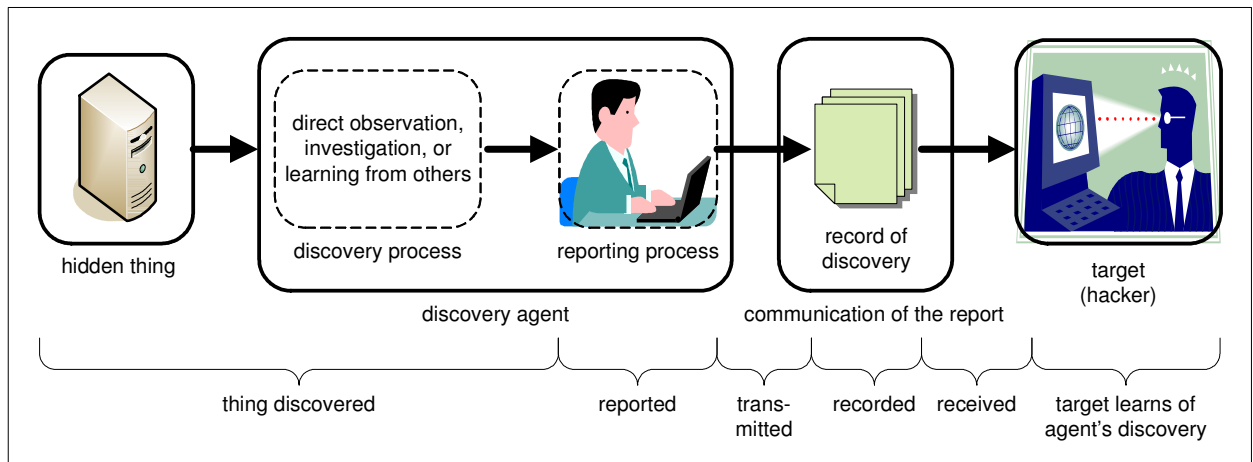 direct observation,
investigation, or
learning from others
hidden thing
discovery process
reporting process
record of
discovery
target
(hacker)
discovery agent
communication of the report
thing discovered
reported
trans-
mitted
recorded
received
target learns of
agent's discovery